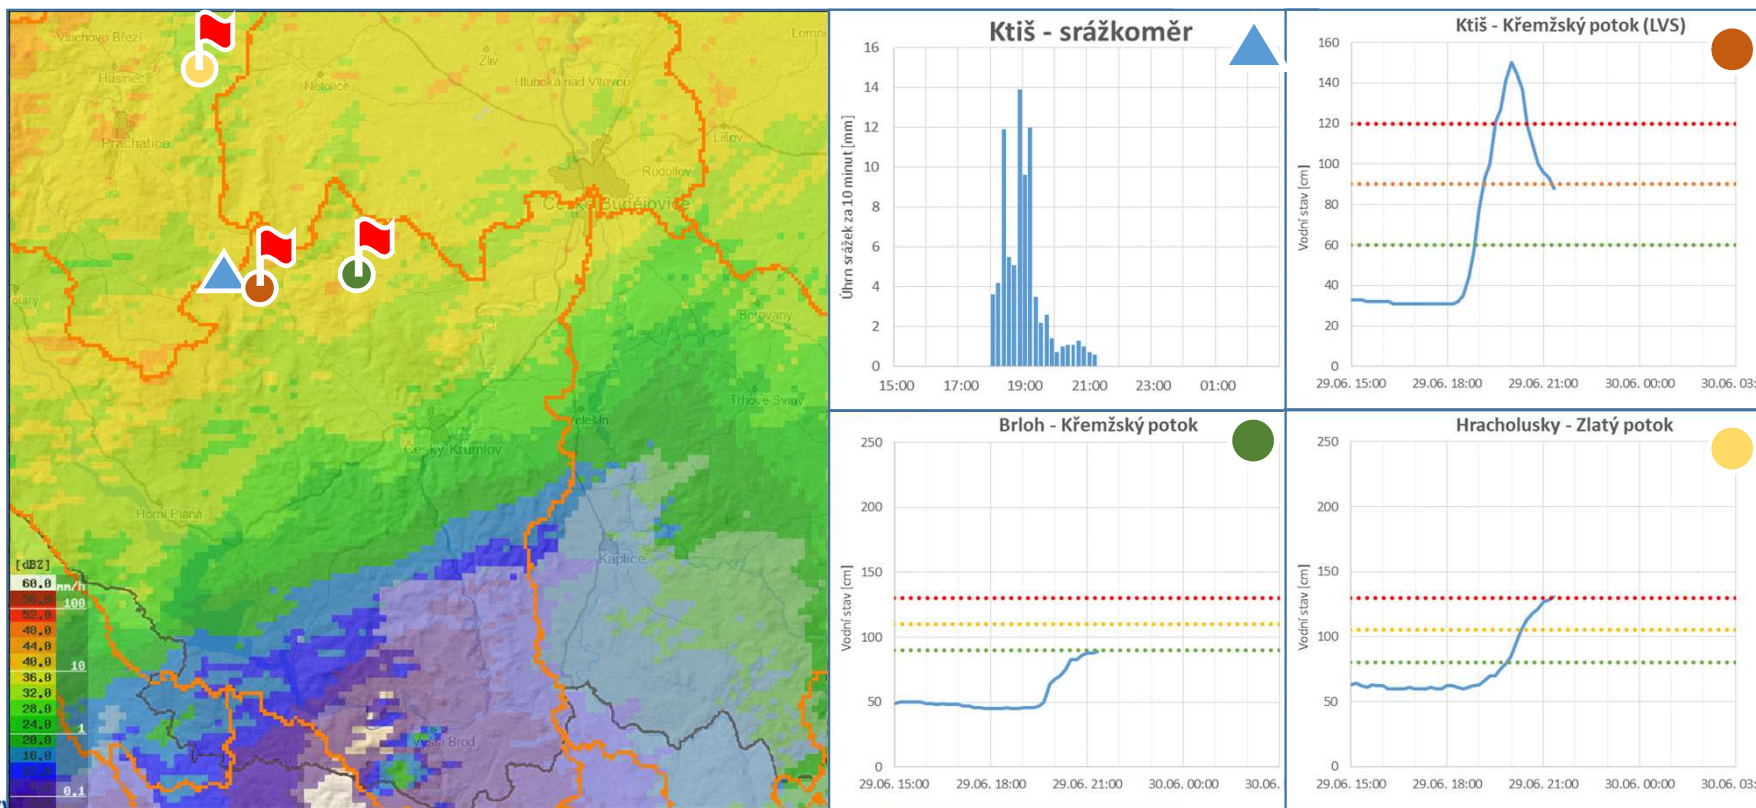 Vlachovo Březí
Lomni
Zliv
Husinec
Netolice
Hluboká nad Vltavou
Prachatice
Lišov
Rudolfov
České Budějovice
olary
Borovany
Trhové Sviny
Velešín
Český Krumlov
Horní Planá
Kaplice
Vyšší Brod
[dBZ]
60.0
mm/h
56.0
100
52.0
48.0
44.0
40.0
10
36.0
32.0
28.0
24.0
1
20.0
16.0
0.1
Ktiš - srážkoměr
Úhrn srážek za 10 minut [mm]
16
14
12
10
8
6
4
2
0
15:00 17:00 19:00 21:00 23:00 01:00
Ktiš - Křemžský potok (LVS)
Vodní stav [cm]
160
140
120
100
80
60
40
20
0
29.06. 15:00 29.06. 18:00 29.06. 21:00 30.06. 00:00 30.06. 03:
Brloh - Křemžský potok
Vodní stav [cm]
250
200
150
100
50
0
29.06. 15:00 29.06. 18:00 29.06. 21:00 30.06. 00:00 30.06.
Hracholusky - Zlatý potok
Vodní stav [cm]
250
200
150
100
50
0
29.06. 15:00 29.06. 18:00 29.06. 21:00 30.06. 00:00 30.06. 03: